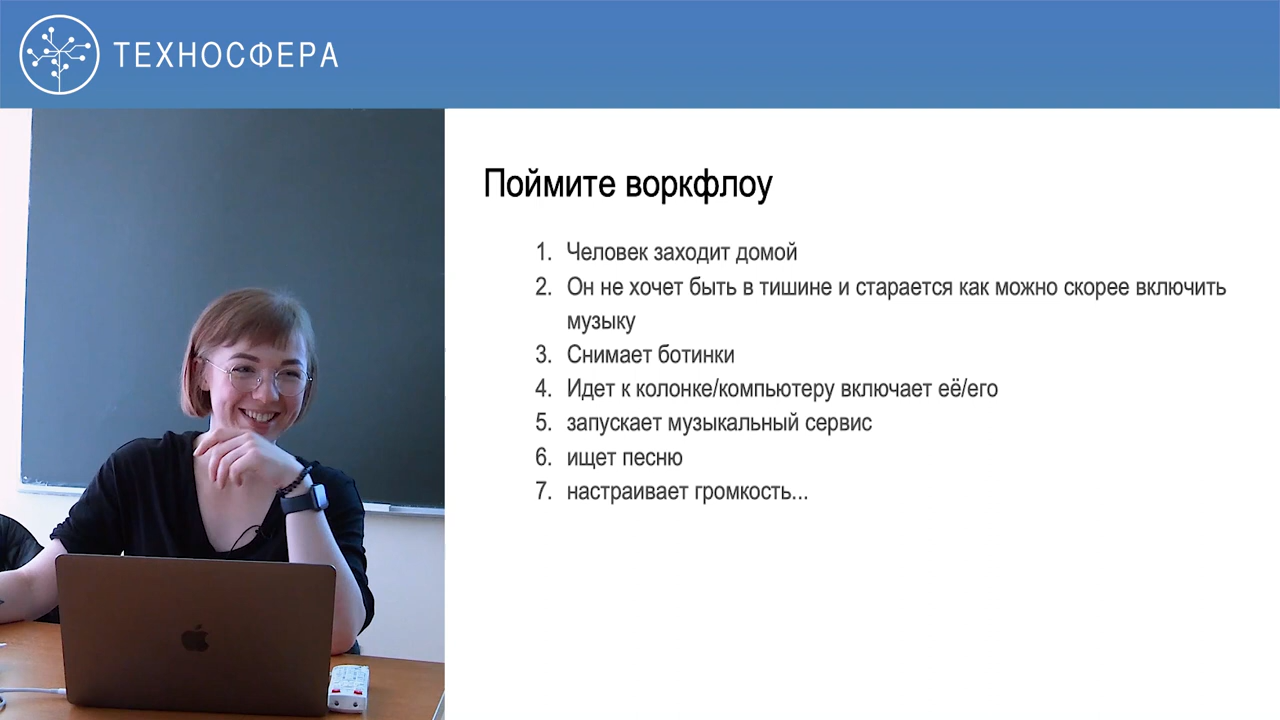 ТЕХНОСФЕРА
Поймите воркфлоу
1. Человек заходит домой
2. Он не хочет быть в тишине и старается как можно скорее включить
музыку
3. Снимает ботинки
4. Идет к колонке/компьютеру включает её/его
5. запускает музыкальный сервис
6. ищет песню
7. настраивает громкость...